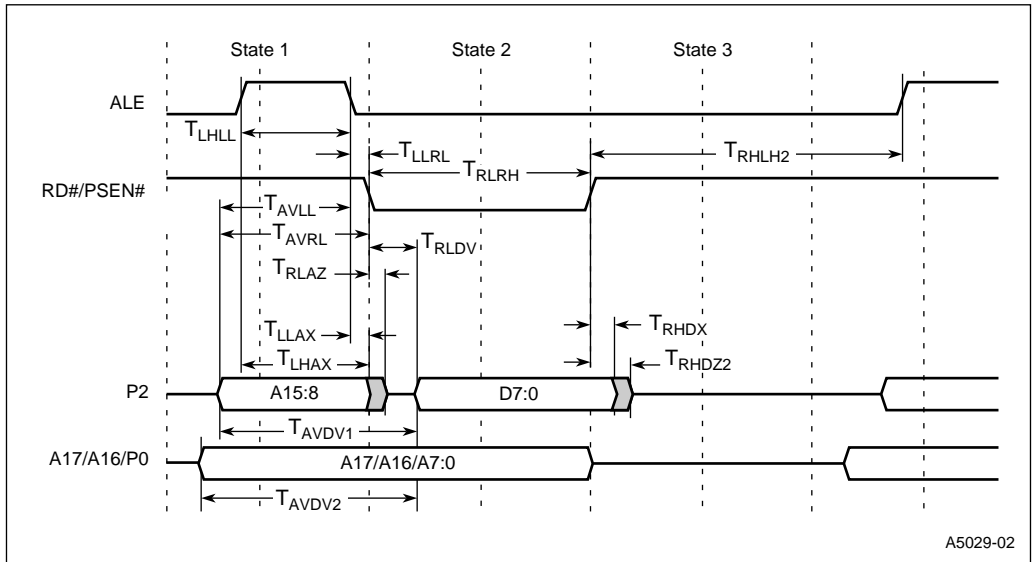 State 1 State 2 State 3
ALE
TLHLL
TLLRL
TRLRH
TRHLH2
RD#/PSEN#
TAVLL
TAVRL
TRLDV
TRLAZ
TLLAX
TRHDX
TLHAX
TRHDZ2
P2
A15:8
D7:0
TAVDV1
A17/A16/P0
A17/A16/A7:0
TAVDV2
A5029-02